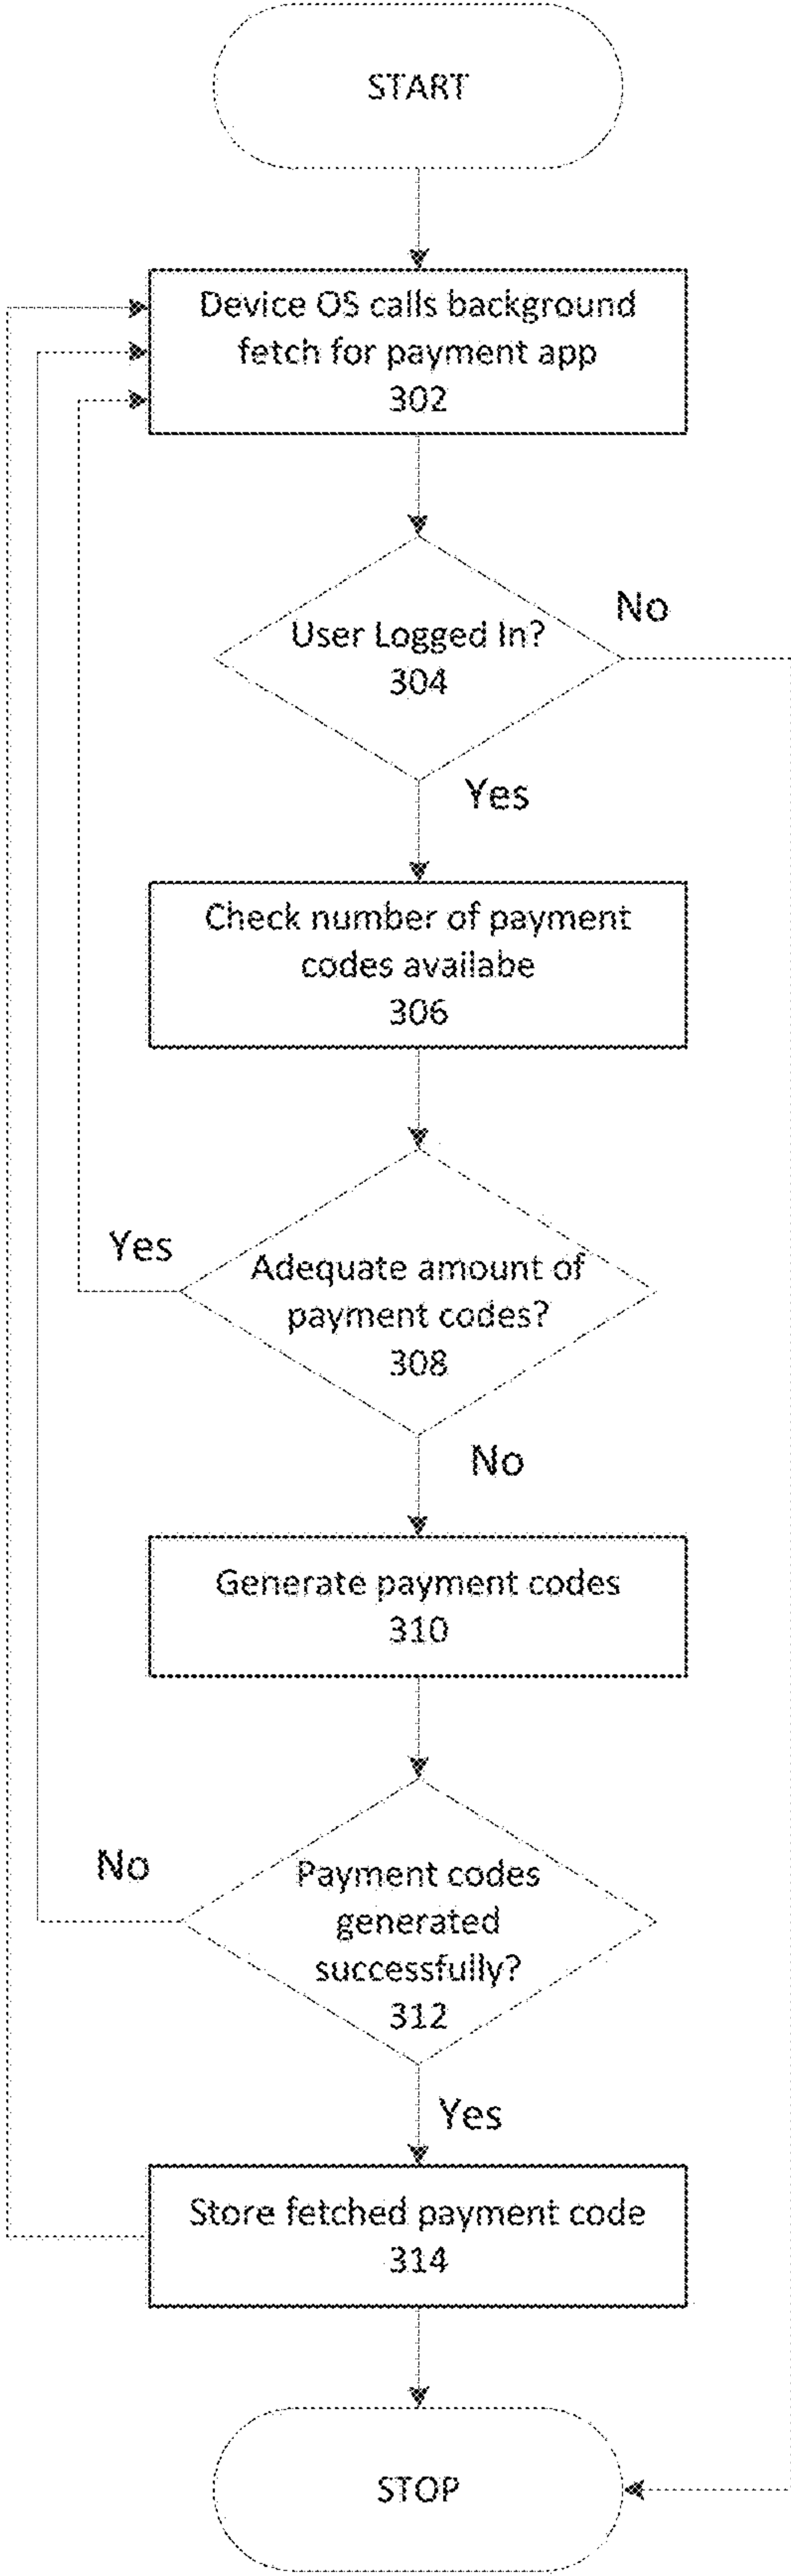 START
Device OS calls background
fetch for payment app
302
No
User Logged In?
304
Yes
Check number of payment
codes availabe
306
Yes
Adequate amount of
payment codes?
308
No
Generate payment codes
310
No
Payment codes
generated
successfully?
312
Yes
Store fetched payment code
314
STOP